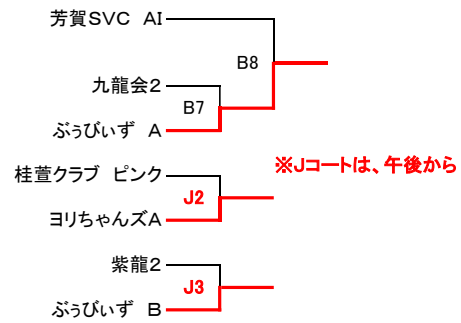 芳賀SVC AI
B8
九龍会2
B7
ぶぅびぃず A
桂萱クラブ ピンク
※Jコートは、午後から
J2
ヨリちゃんズA
紫龍2
J3
ぶぅびぃず B